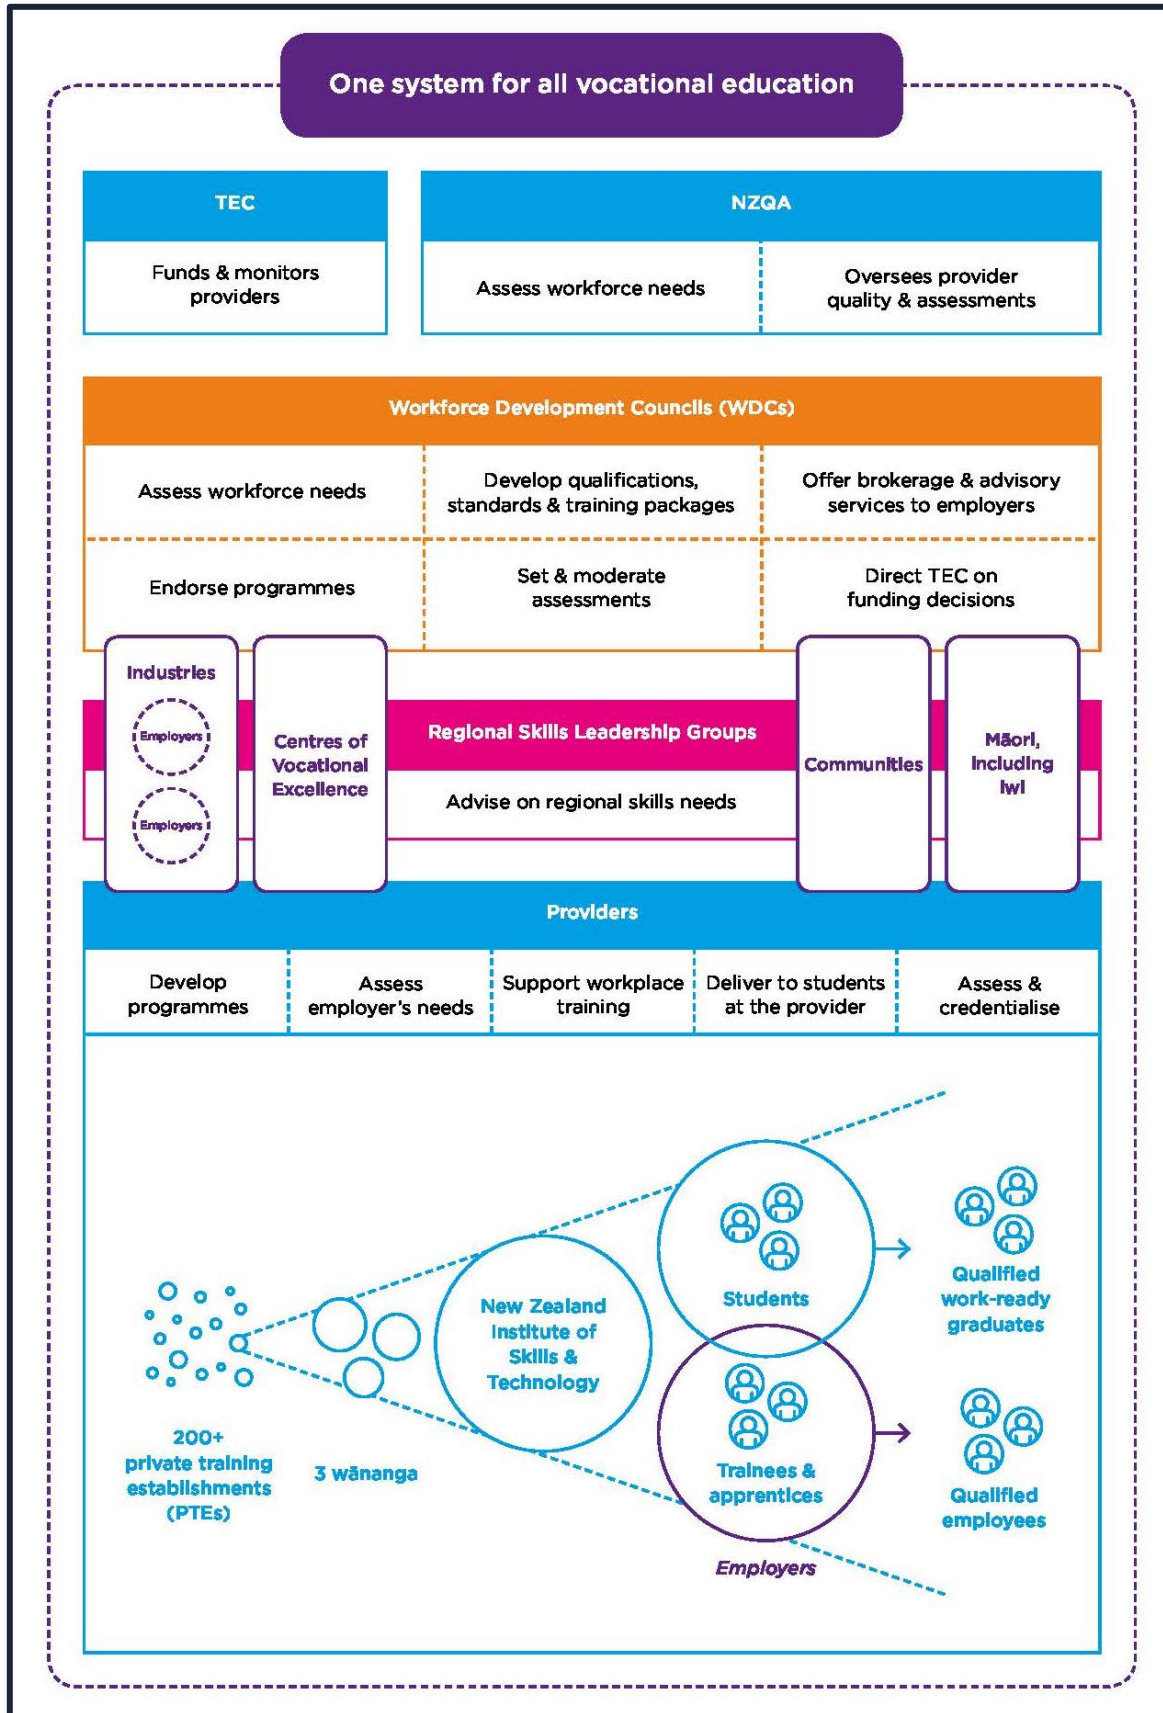 One system for all vocational education
TEC
Funds & monitors
providers
NZQA
Assess workforce needs
Oversees provider
quality & assessments
Workforce Development Councils (WDCs)
Assess workforce needs
Develop qualifications,
standards & training packages
Offer brokerage & advisory
services to employers
Endorse programmes
Set & moderate
assessments
Direct TEC on
funding decisions
Industries
Employers
Employers
Centres of
Vocational
Excellence
Regional Skills Leadership Groups
Advise on regional skills needs
Communities
Māori,
including
Iwi
Providers
Develop
programmes
Assess
employer's needs
Support workplace
training
Deliver to students
at the provider
Assess &
credentialise
200+
private training
establishments
(PTEs)
3 wānanga
New Zealand
Institute of
Skills &
Technology
Students
Qualified
work-ready
graduates
Trainees &
apprentices
Employers
Qualified
employees